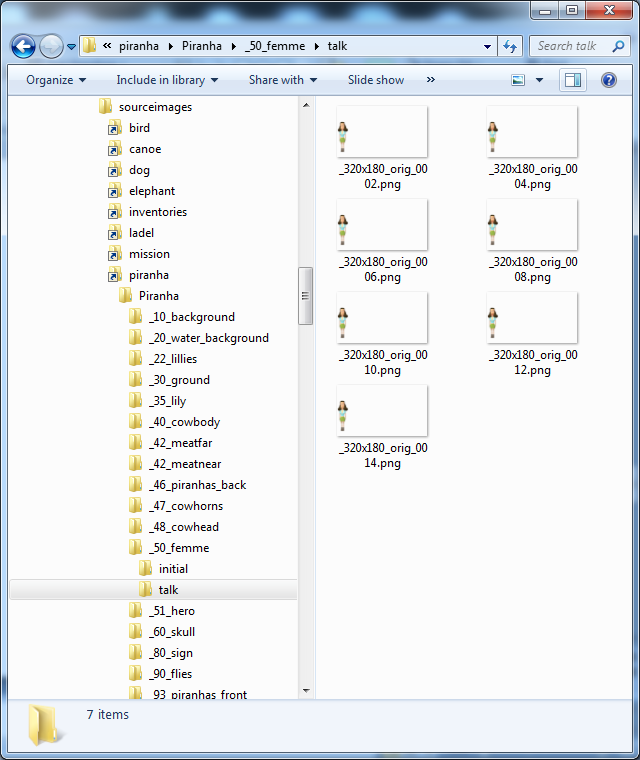 « piranha ▸ Piranha ▸ _50_femme ▸ talk
Search talk
Organize Include in library Share with Slide show »
sourceimages
bird
canoe
dog
elephant
inventories
ladel
mission
piranha
Piranha
_10_background
_20_water_background
_22_lillies
_30_ground
_35_lily
_40_cowbody
_42_meatfar
_42_meatnear
_46_piranhas_back
_47_cowhorns
_48_cowhead
_50_femme
initial
talk
_51_hero
_60_skull
_80_sign
_90_flies
_93_piranhas_front
_320x180_orig_00
02.png
_320x180_orig_00
04.png
_320x180_orig_00
06.png
_320x180_orig_00
08.png
_320x180_orig_00
10.png
_320x180_orig_00
12.png
_320x180_orig_00
14.png
7 items